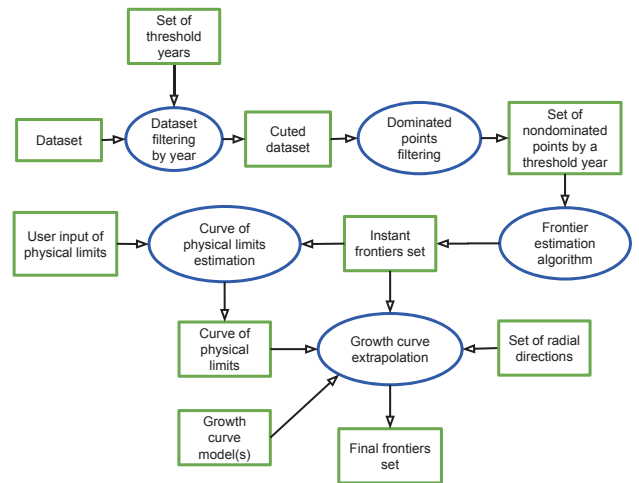 Set of
threshold
years
Dataset
Dataset
filtering
by year
Cuted
dataset
Dominated
points
filtering
Set of
nondominated
points by a
threshold year
User input of
physical limits
Curve of
physical limits
estimation
Instant
frontiers set
Frontier
estimation
algorithm
Curve of
physical
limits
Growth curve
extrapolation
Set of radial
directions
Growth
curve
model(s)
Final frontiers
set